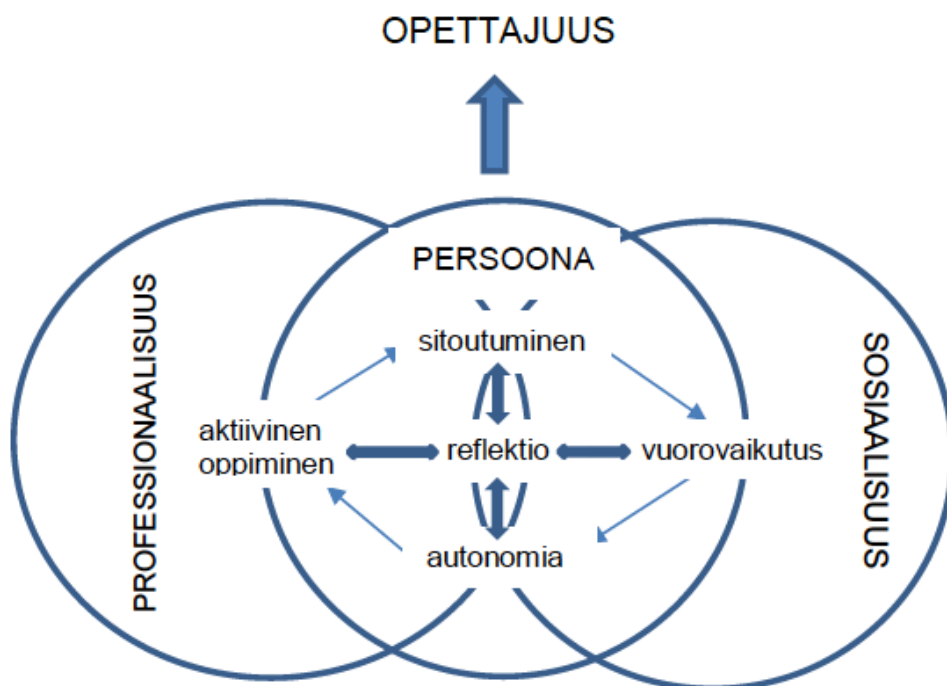 OPETTAJUUS
PERSOONA
PROFESSIONAALISUUS
SOSIAALISUUS
sitoutuminen
aktiivinen
oppiminen
reflektio
vuorovaikutus
autonomia